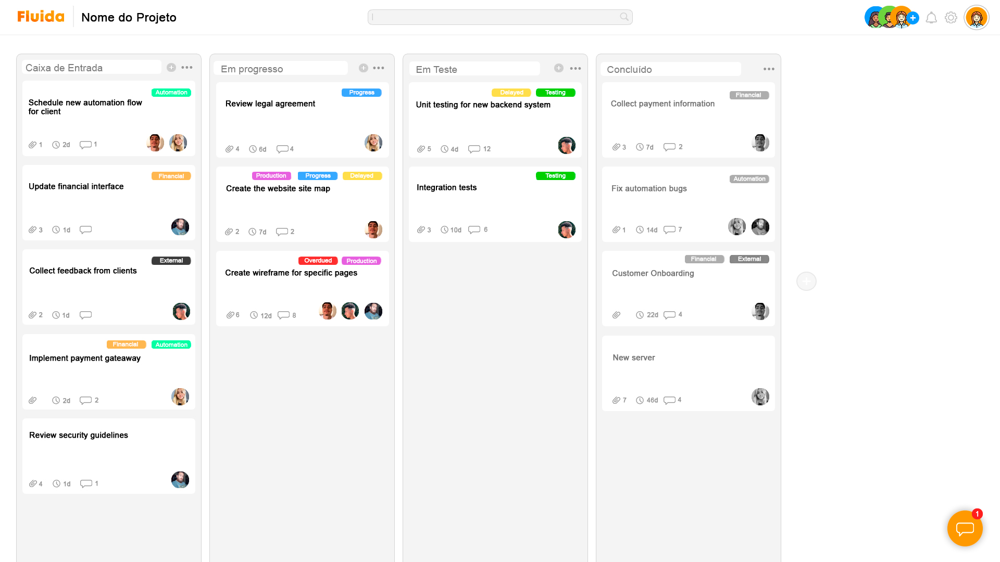 Fluida
Nome do Projeto
Caixa de Entrada
Automation
Schedule new automation flow
for client
1 2d 1
Financial
Update financial interface
3 1d
External
Collect feedback from clients
2 1d
Financial Automation
Implement payment gateaway
2d 2
Review security guidelines
4 1d 1
Em progresso
Progress
Review legal agreement
4 6d 4
Production Progress Delayed
Create the website site map
2 7d 2
Overdued Production
Create wireframe for specific pages
6 12d 8
Em Teste
Delayed Testing
Unit testing for new backend system
5 4d 12
Testing
Integration tests
3 10d 6
Concluído
Financial
Collect payment information
3 7d 2
Automation
Fix automation bugs
1 14d 7
Financial External
Customer Onboarding
22d 4
New server
7 46d 4
1